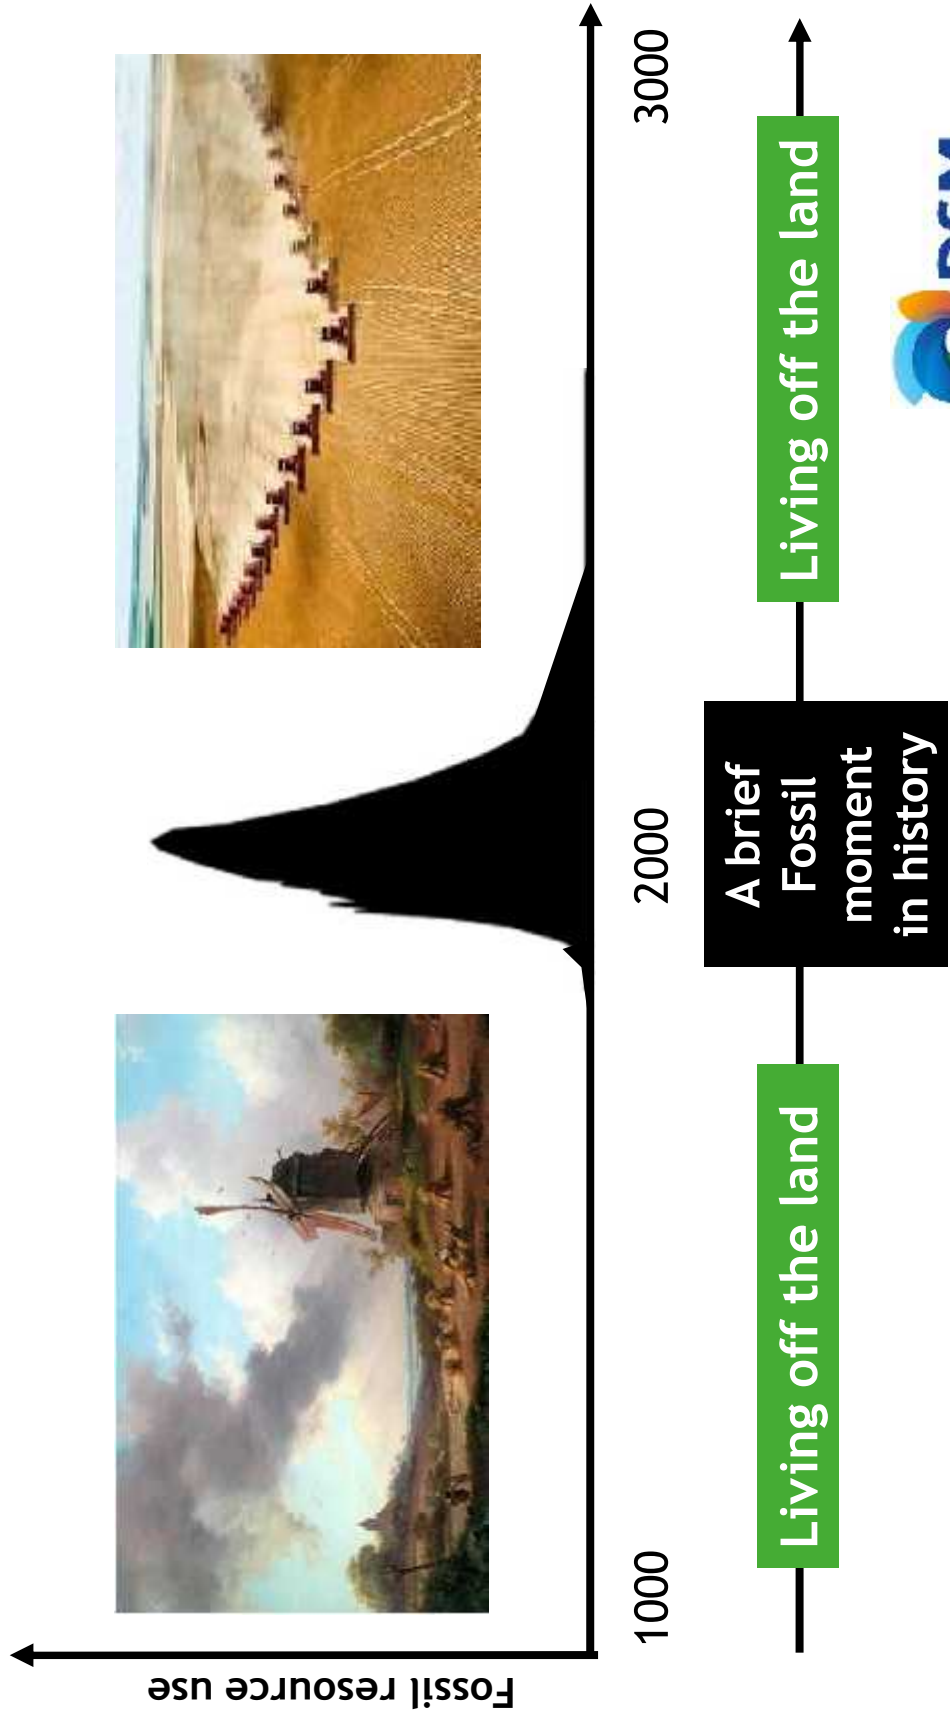 Fossil resource use
1000
2000
3000
Living off the land
A brief
Fossil
moment
in history
Living off the land
DSM